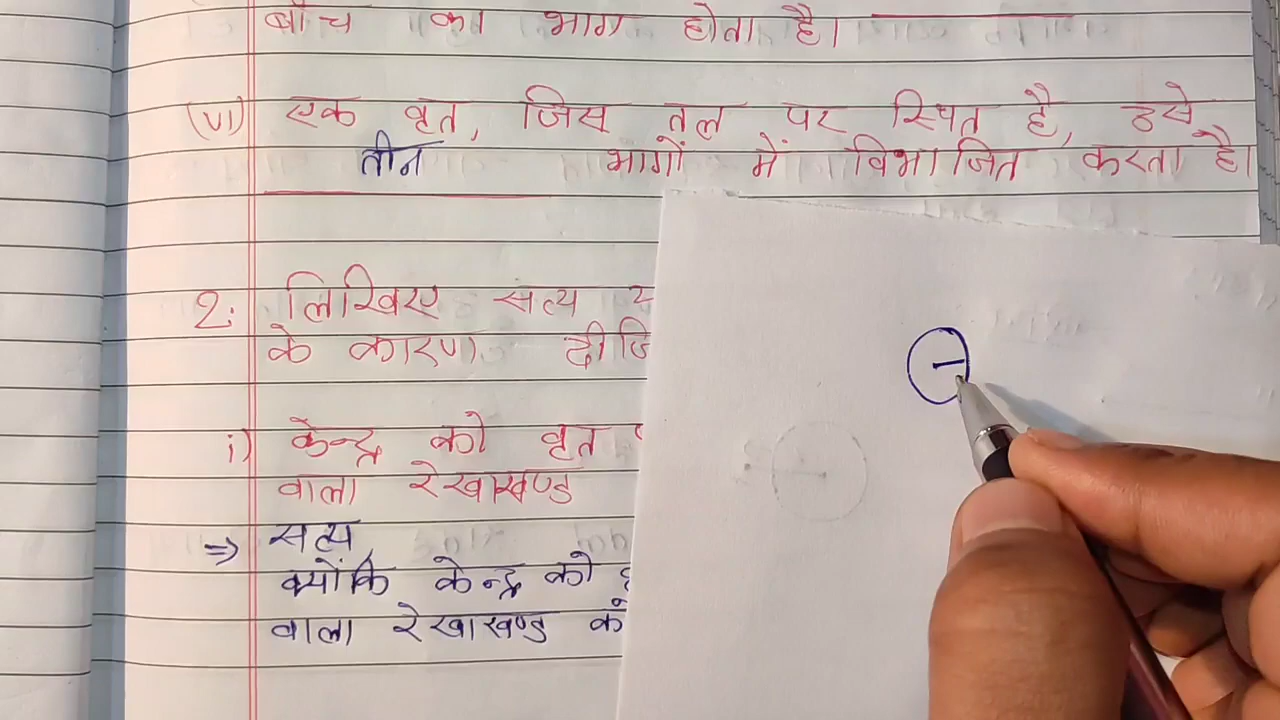 बीच का भाग होता है।
(vi) एक वृत, जिस तल पर स्थित है, उसे
तीन भागों में विभाजित करता है।
2. लिखिए सत्य
के कारण दीजि
i) केन्द्र को वृत
वाला रेखाखण्ड
⇒ सत्य,
क्योंकि केन्द्र को
वाला रेखाखण्ड